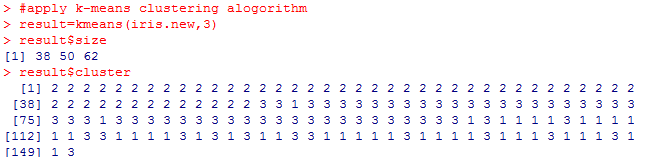 > #apply k-means clustering alogorithm
> result=kmeans(iris.new,3)
> result$size
[1] 38 50 62
> result$cluster
[1] 2 2 2 2 2 2 2 2 2 2 2 2 2 2 2 2 2 2 2 2 2 2 2 2 2 2 2 2 2 2 2 2 2 2 2 2 2
[38] 2 2 2 2 2 2 2 2 2 2 2 2 2 3 3 1 3 3 3 3 3 3 3 3 3 3 3 3 3 3 3 3 3 3 3 3 3
[75] 3 3 3 1 3 3 3 3 3 3 3 3 3 3 3 3 3 3 3 3 3 3 3 3 3 3 1 3 1 1 1 1 3 1 1 1 1
[112] 1 1 3 3 1 1 1 1 3 1 3 1 3 1 1 3 3 1 1 1 1 1 3 1 1 1 1 3 1 1 1 3 1 1 1 3 1
[149] 1 3